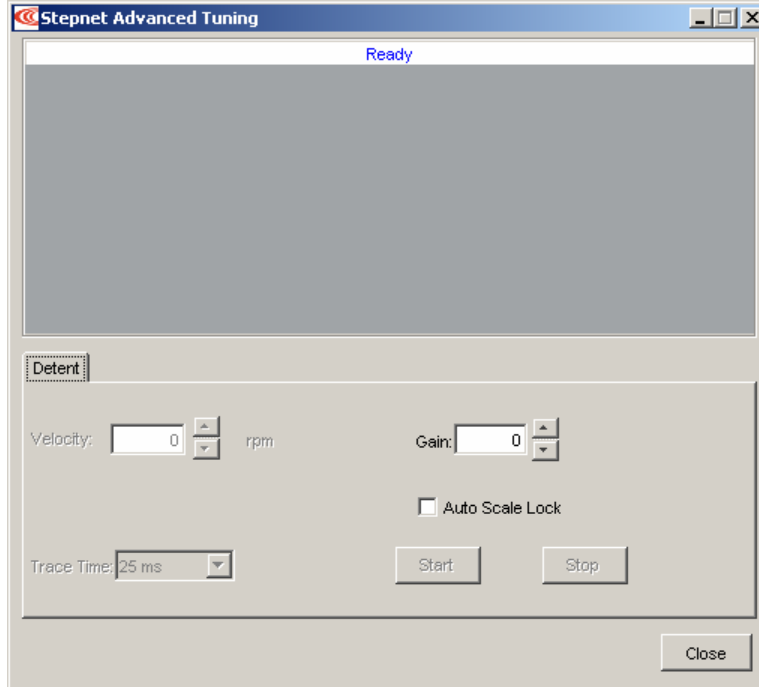 Stepnet Advanced Tuning
Ready
Detent
Velocity: 0 rpm Gain: 0
Auto Scale Lock
Trace Time: 25 ms Start Stop
Close